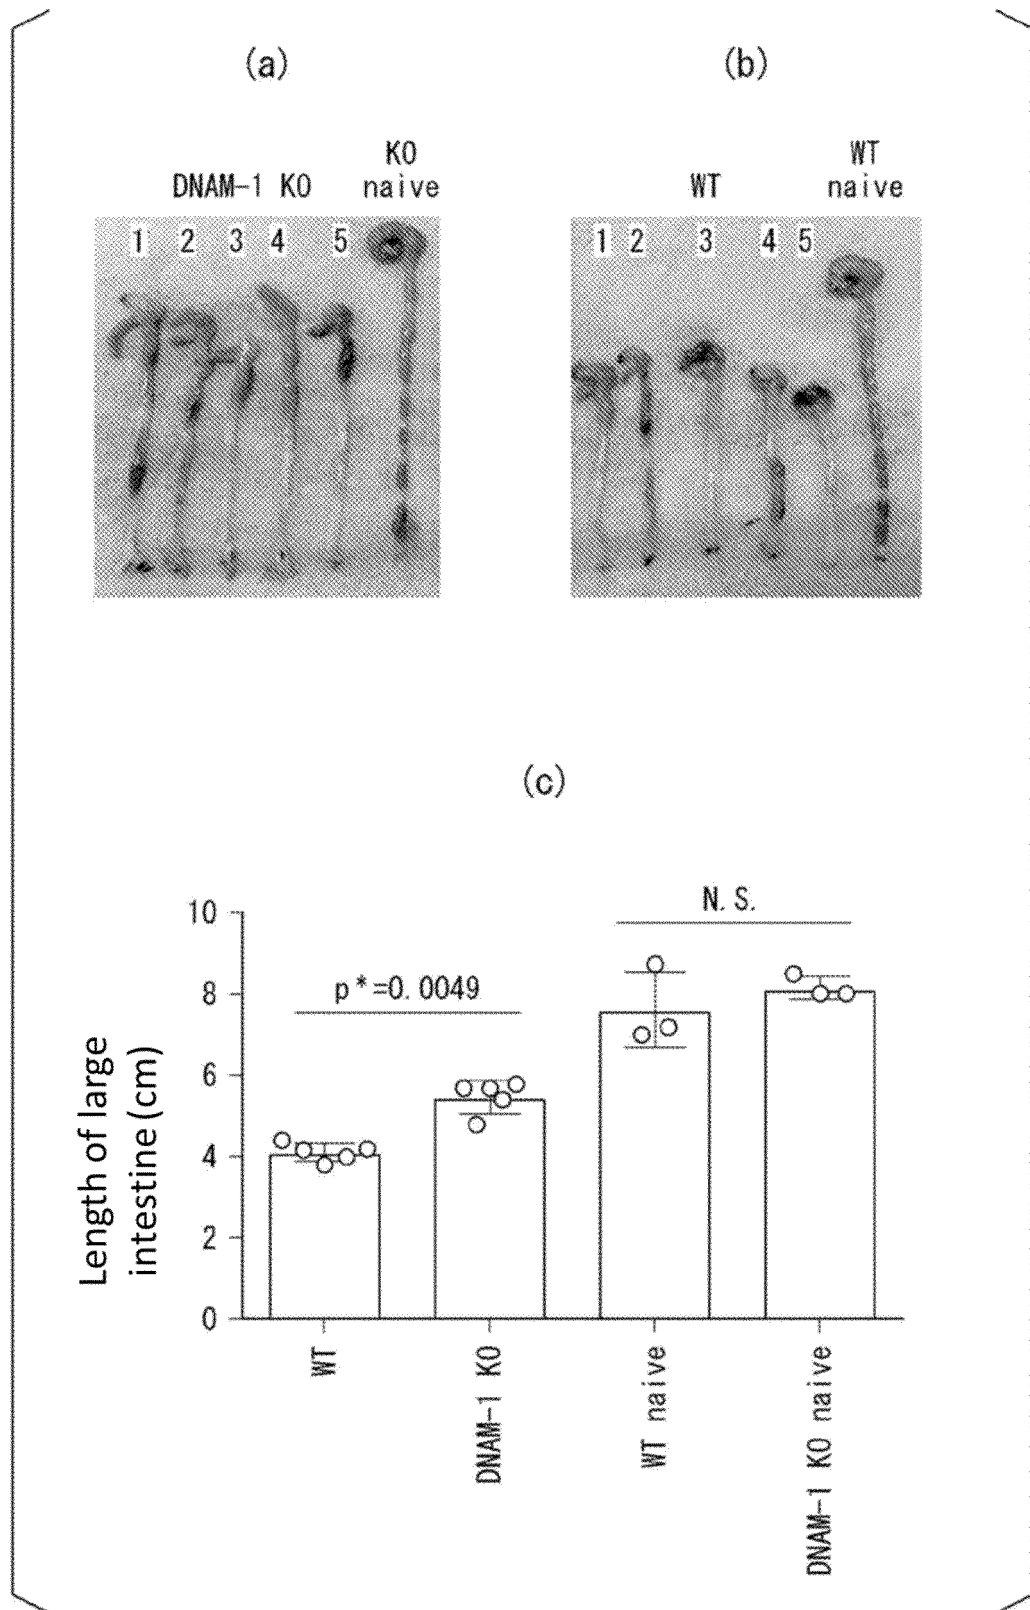 (a)
(b)
DNAM-1 KO
KO
naive
WT
WT
naive
1 2 3 4 5
1 2 3 4 5
(c)
Length of large
intestine (cm)
10
8
6
4
2
0
p*=0.0049
N.S.
WT
DNAM-1 KO
WT naive
DNAM-1 KO naive